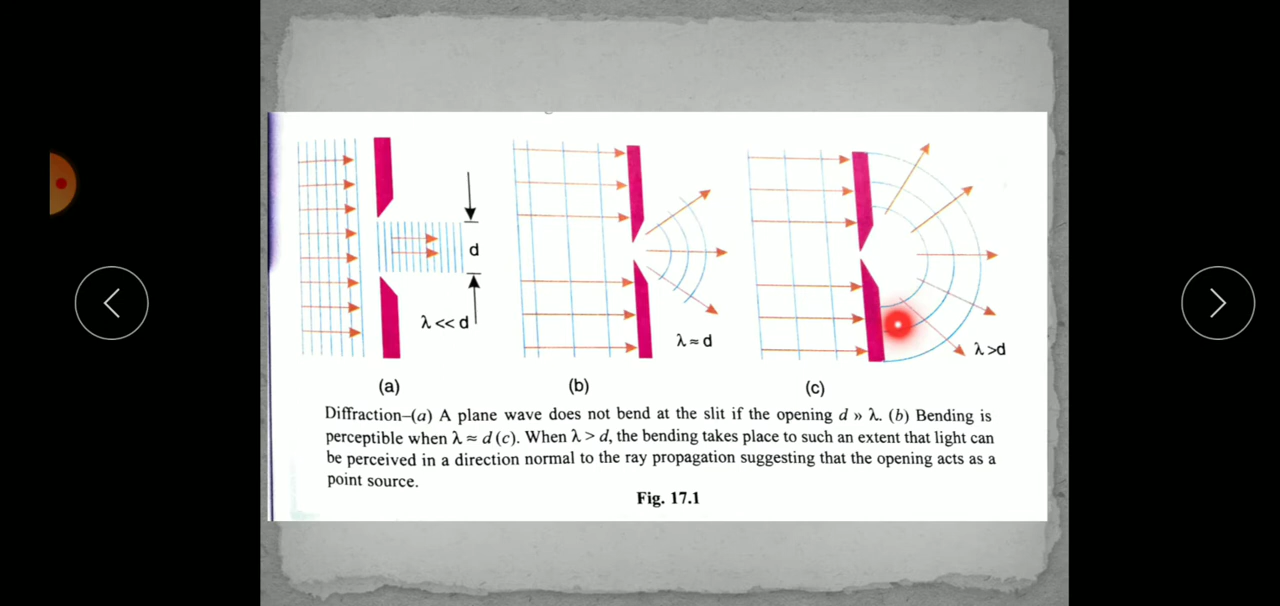 d
λ << d
λ ≈ d
λ >d
(a)
(b)
(c)
Diffraction–(a) A plane wave does not bend at the slit if the opening d » λ. (b) Bending is
perceptible when λ ≈ d (c). When λ > d, the bending takes place to such an extent that light can
be perceived in a direction normal to the ray propagation suggesting that the opening acts as a
point source.
Fig. 17.1